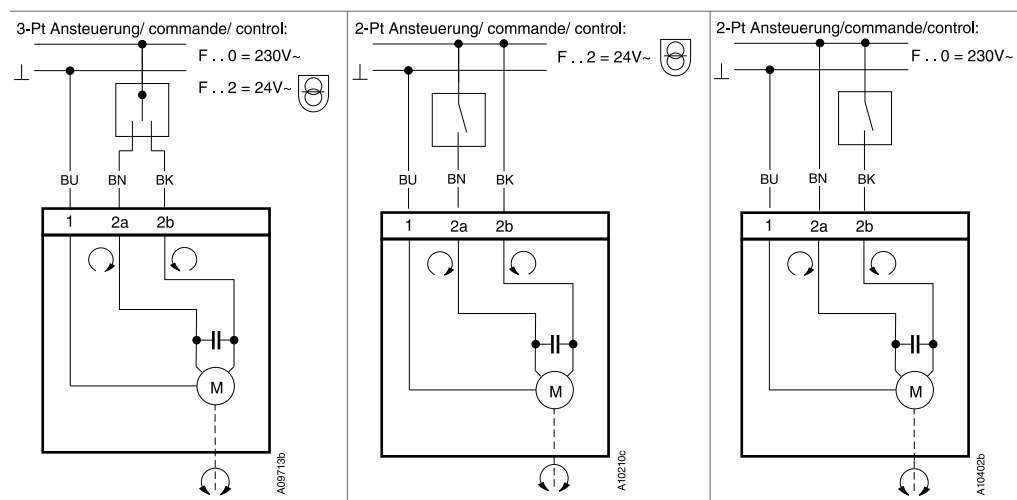 3-Pt Ansteuerung/ commande/ control:
F . . 0 = 230V~
F . . 2 = 24V~
BU BN BK
1 2a 2b
M
A09713b
2-Pt Ansteuerung/ commande/ control:
F . . 2 = 24V~
BU BN BK
1 2a 2b
M
A10210c
2-Pt Ansteuerung/commande/control:
F . . 0 = 230V~
BU BN BK
1 2a 2b
M
A10402b